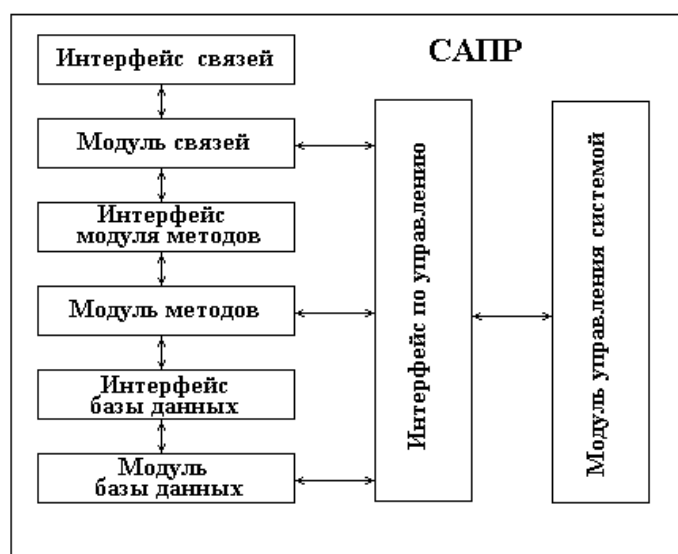 САПР
Интерфейс связей
Модуль связей
Интерфейс
модуля методов
Модуль методов
Интерфейс
базы данных
Модуль
базы данных
Интерфейс по управлению
Модуль управления системой